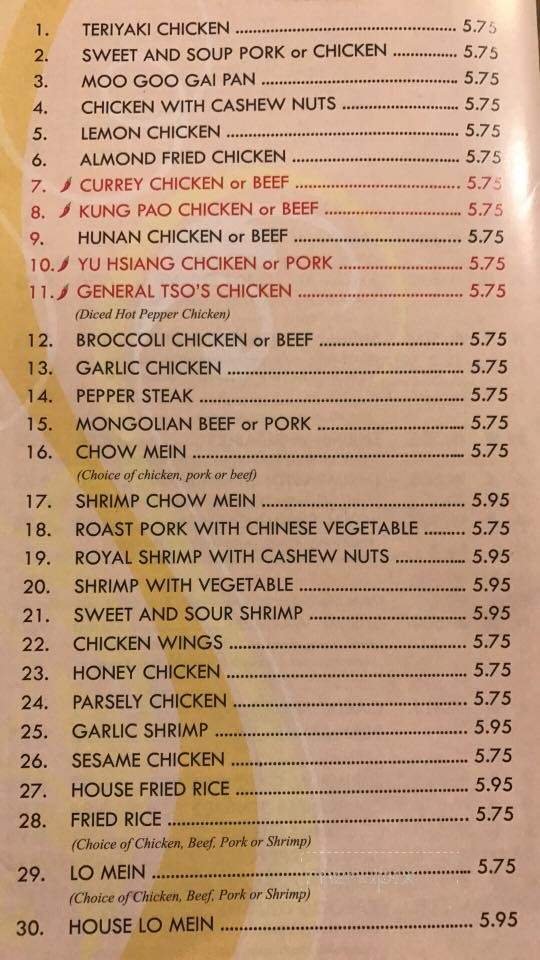 1. TERIYAKI CHICKEN 5.75
2. SWEET AND SOUP PORK or CHICKEN 5.75
3. MOO GOO GAI PAN 5.75
4. CHICKEN WITH CASHEW NUTS 5.75
5. LEMON CHICKEN 5.75
6. ALMOND FRIED CHICKEN 5.75
7. CURREY CHICKEN or BEEF 5.75
8. KUNG PAO CHICKEN or BEEF 5.75
9. HUNAN CHICKEN or BEEF 5.75
10. YU HSIANG CHCIKEN or PORK 5.75
11. GENERAL TSO'S CHICKEN 5.75
(Diced Hot Pepper Chicken)
12. BROCCOLI CHICKEN or BEEF 5.75
13. GARLIC CHICKEN 5.75
14. PEPPER STEAK 5.75
15. MONGOLIAN BEEF or PORK 5.75
16. CHOW MEIN 5.75
(Choice of chicken, pork or beef)
17. SHRIMP CHOW MEIN 5.95
18. ROAST PORK WITH CHINESE VEGETABLE 5.75
19. ROYAL SHRIMP WITH CASHEW NUTS 5.95
20. SHRIMP WITH VEGETABLE 5.95
21. SWEET AND SOUR SHRIMP 5.95
22. CHICKEN WINGS 5.75
23. HONEY CHICKEN 5.75
24. PARSELY CHICKEN 5.75
25. GARLIC SHRIMP 5.95
26. SESAME CHICKEN 5.75
27. HOUSE FRIED RICE 5.95
28. FRIED RICE 5.75
(Choice of Chicken, Beef, Pork or Shrimp)
29. LO MEIN 5.75
(Choice of Chicken, Beef, Pork or Shrimp)
30. HOUSE LO MEIN 5.95